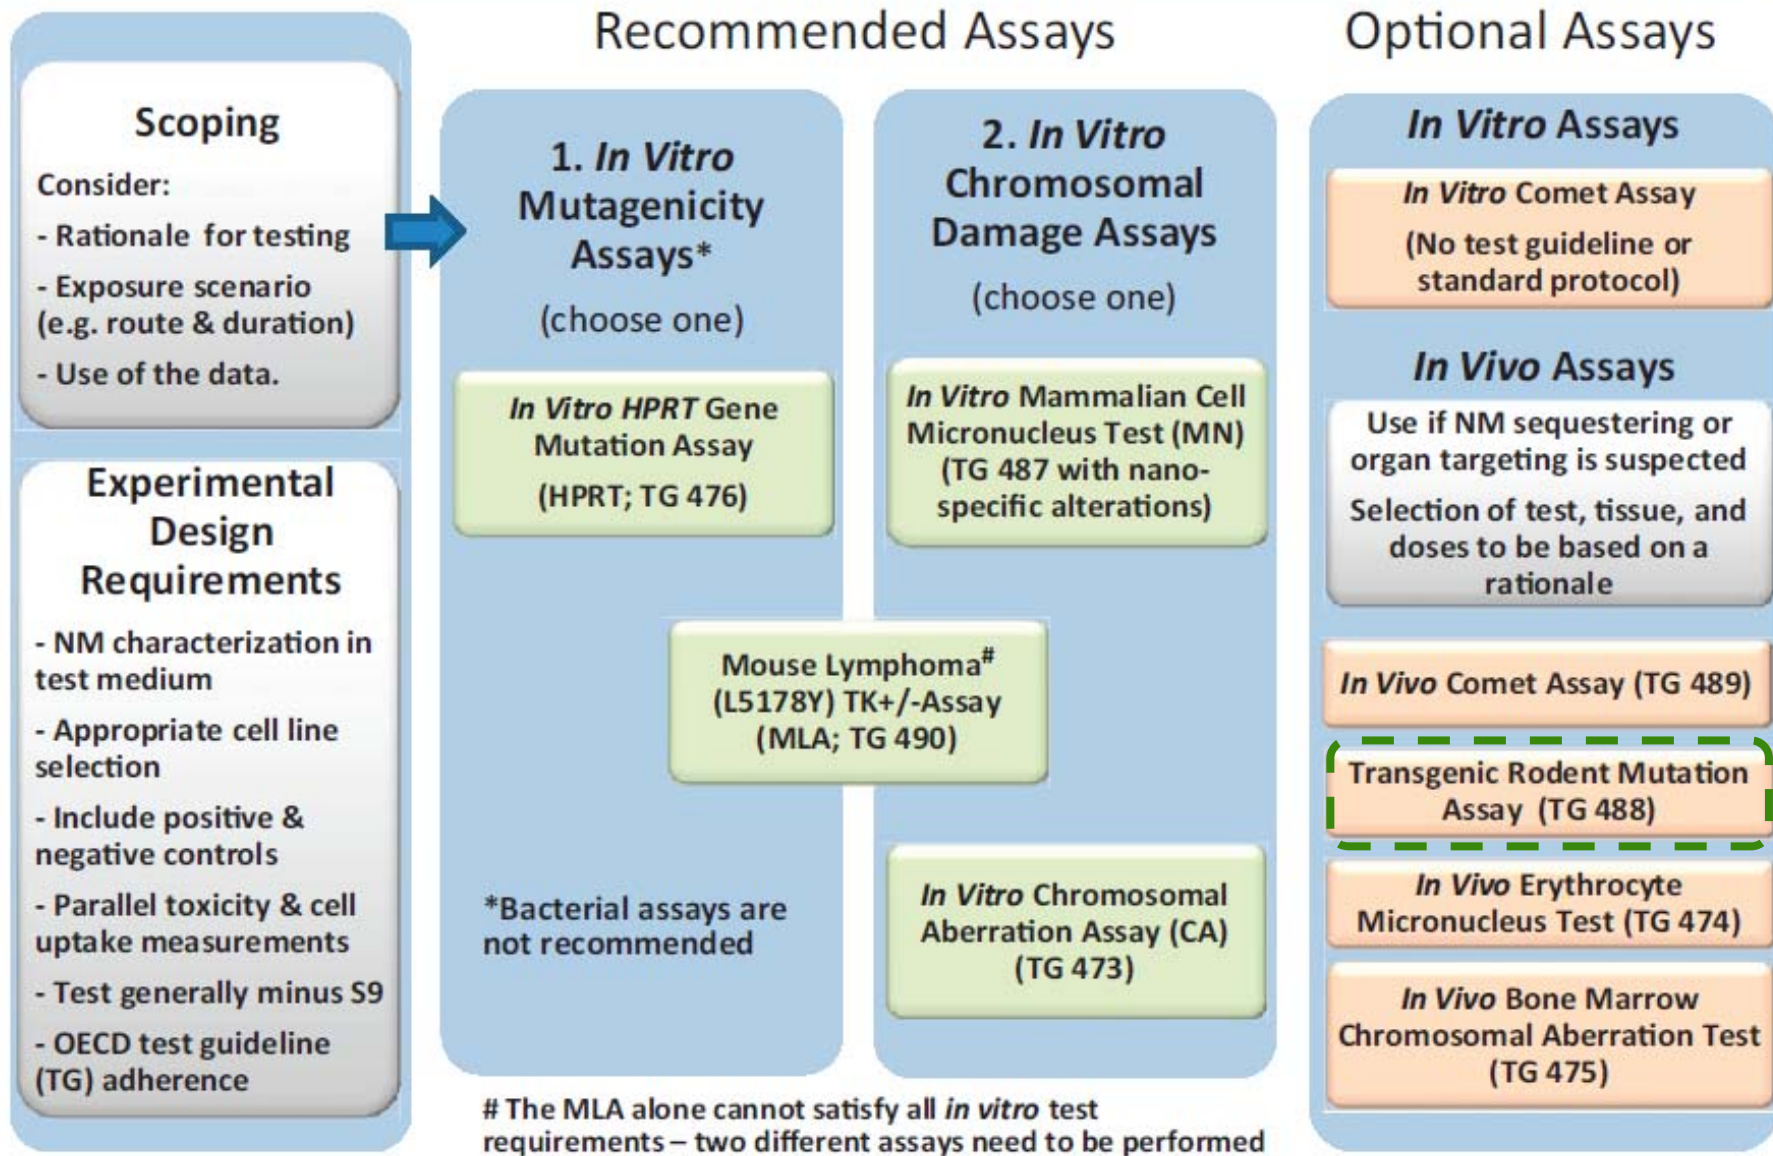 Recommended Assays
Optional Assays
Scoping
Consider:
- Rationale for testing
- Exposure scenario
(e.g. route & duration)
- Use of the data.
Experimental
Design
Requirements
- NM characterization in
test medium
- Appropriate cell line
selection
- Include positive &
negative controls
- Parallel toxicity & cell
uptake measurements
- Test generally minus S9
- OECD test guideline
(TG) adherence
1. In Vitro
Mutagenicity
Assays*
(choose one)
In Vitro HPRT Gene
Mutation Assay
(HPRT; TG 476)
2. In Vitro
Chromosomal
Damage Assays
(choose one)
In Vitro Mammalian Cell
Micronucleus Test (MN)
(TG 487 with nano-
specific alterations)
Mouse Lymphoma#
(L5178Y) TK+/-Assay
(MLA; TG 490)
*Bacterial assays are
not recommended
In Vitro Chromosomal
Aberration Assay (CA)
(TG 473)
# The MLA alone cannot satisfy all in vitro test
requirements – two different assays need to be performed
In Vitro Assays
In Vitro Comet Assay
(No test guideline or
standard protocol)
In Vivo Assays
Use if NM sequestering or
organ targeting is suspected
Selection of test, tissue, and
doses to be based on a
rationale
In Vivo Comet Assay (TG 489)
Transgenic Rodent Mutation
Assay (TG 488)
In Vivo Erythrocyte
Micronucleus Test (TG 474)
In Vivo Bone Marrow
Chromosomal Aberration Test
(TG 475)